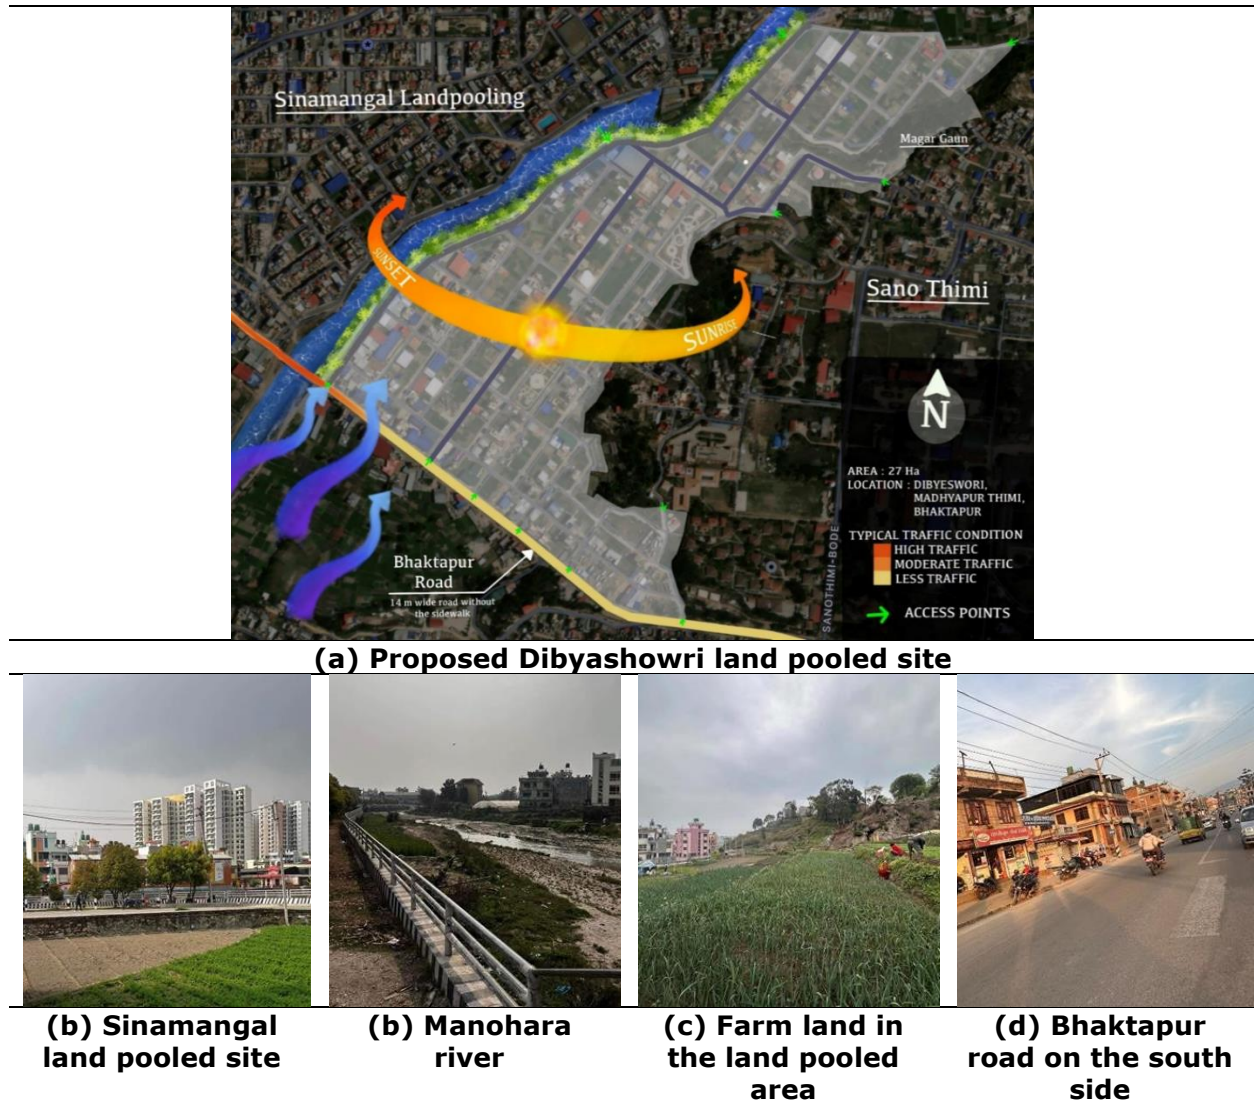 Sinamangal Landpooling
Magar Gaun
SUNSET
SUNRISE
Sano Thimi
N
AREA : 27 Ha
LOCATION : DIBYESWORI,
MADHYAPUR THIMI,
BHAKTAPUR
TYPICAL TRAFFIC CONDITION
HIGH TRAFFIC
MODERATE TRAFFIC
LESS TRAFFIC
ACCESS POINTS
SANOTHIMI-BODE
Bhaktapur
Road
14 m wide road without
the sidewalk
(a) Proposed Dibyashowri land pooled site
(b) Sinamangal
land pooled site
(b) Manohara
river
(c) Farm land in
the land pooled
area
(d) Bhaktapur
road on the south
side